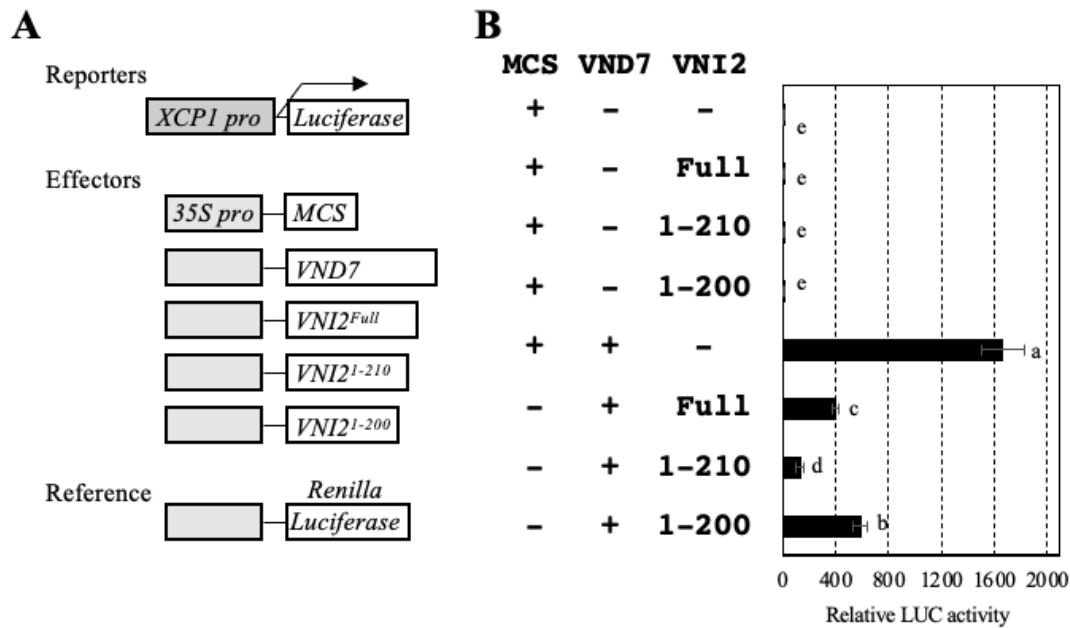 A
Reporters
XCP1 pro Luciferase
Effectors
35S pro MCS
VND7
VNI2Full
VNI21-210
VNI21-200
Reference
Renilla
Luciferase
B
MCS VND7 VNI2
+ - - e
+ - Full e
+ - 1-210 e
+ - 1-200 e
+ + - a
- + Full c
- + 1-210 d
- + 1-200 b
0 400 800 1200 1600 2000
Relative LUC activity